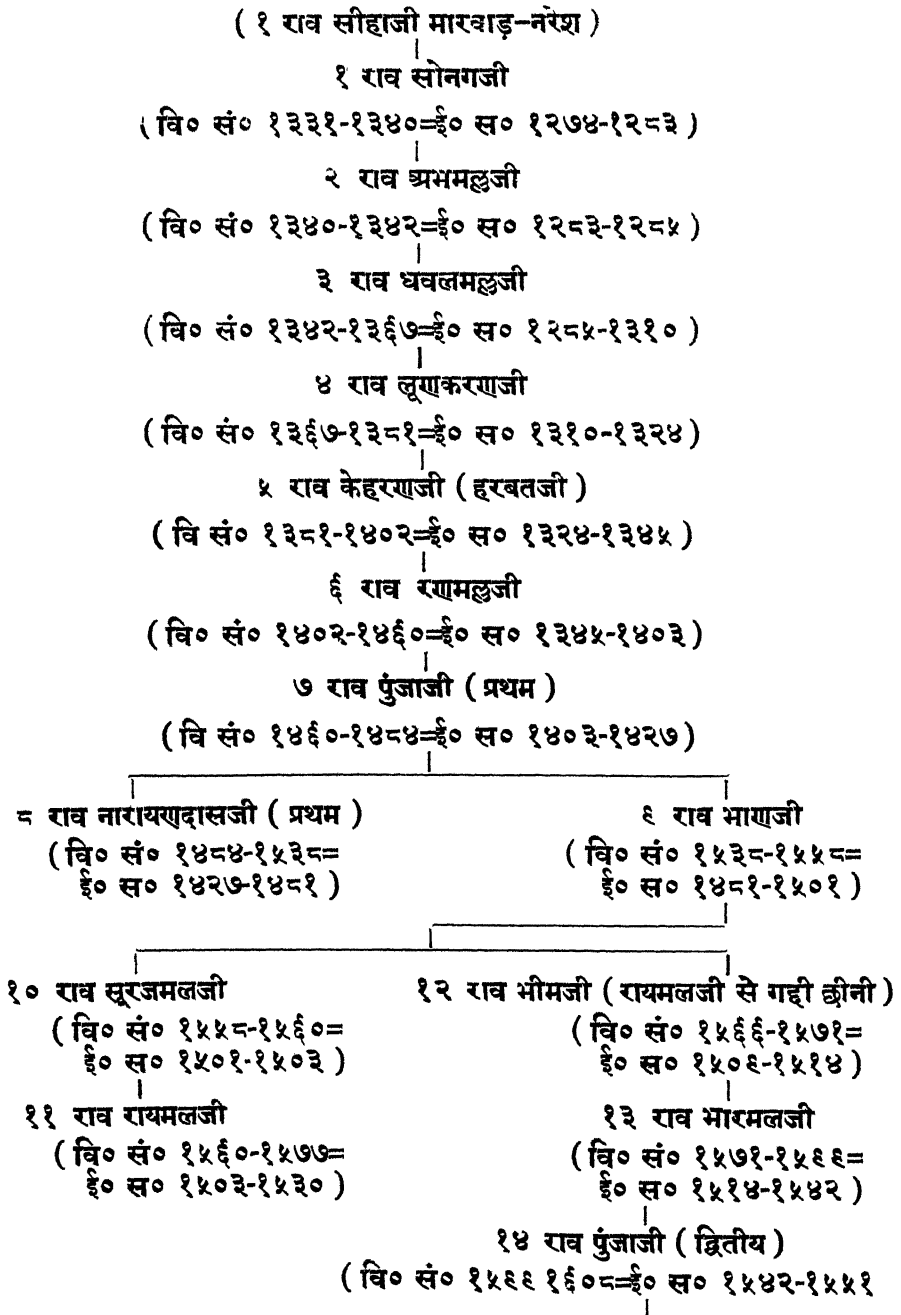 ( १ राव सीहाजी मारवाड़-नरेश )
१ राव सोनगजी
( वि० सं० १३३१-१३४०=ई० स० १२७४-१२८३ )
२ राव अभमल्लजी
( वि० सं० १३४०-१३४२=ई० स० १२८३-१२८५ )
३ राव धवलमल्लजी
( वि० सं० १३४२-१३६७=ई० स० १२८५-१३१० )
४ राव लूणकरणजी
( वि० सं० १३६७-१३८१=ई० स० १३१०-१३२४ )
५ राव केहरणजी ( हरबतजी )
( वि सं० १३८१-१४०२=ई० स० १३२४-१३४५ )
६ राव रणमल्लजी
( वि० सं० १४०२-१४६०=ई० स० १३४५-१४०३ )
७ राव पुंजाजी ( प्रथम )
( वि सं० १४६०-१४८४=ई० स० १४०३-१४२७ )
८ राव नारायणदासजी ( प्रथम )
( वि० सं० १४८४-१५३८=
ई० स० १४२७-१४८१ )
९ राव भाणजी
( वि० सं० १५३८-१५५८=
ई० स० १४८१-१५०१ )
१० राव सूरजमलजी
( वि० सं० १५५८-१५६०=
ई० स० १५०१-१५०३ )
१२ राव भीमजी ( रायमलजी से गद्दी छीनी )
( वि० सं० १५६६-१५७१=
ई० स० १५०९-१५१४ )
११ राव रायमलजी
( वि० सं० १५६०-१५७७=
ई० स० १५०३-१५३० )
१३ राव भारमलजी
( वि० सं० १५७१-१५९९=
ई० स० १५१४-१५४२ )
१४ राव पुंजाजी ( द्वितीय )
( वि० सं० १५९९ १६०८=ई० स० १५४२-१५५१